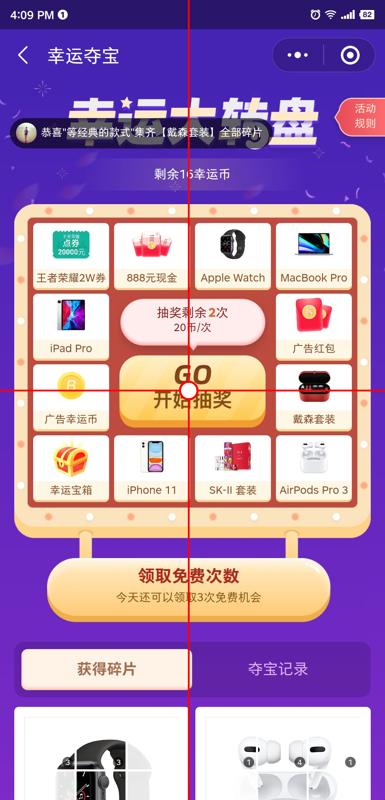 4:09 PM 1
82
幸运夺宝
幸运大转盘
活动
规则
恭喜"等经典的款式"集齐【戴森套装】全部碎片
剩余16幸运币
点券
20000元
王者荣耀2W券
888元现金
Apple Watch
MacBook Pro
iPad Pro
抽奖剩余2次
20币/次
广告红包
广告幸运币
GO
开始抽奖
戴森套装
幸运宝箱
iPhone 11
SK-II 套装
AirPods Pro 3
领取免费次数
今天还可以领取3次免费机会
获得碎片
夺宝记录
3
3
1
4
1